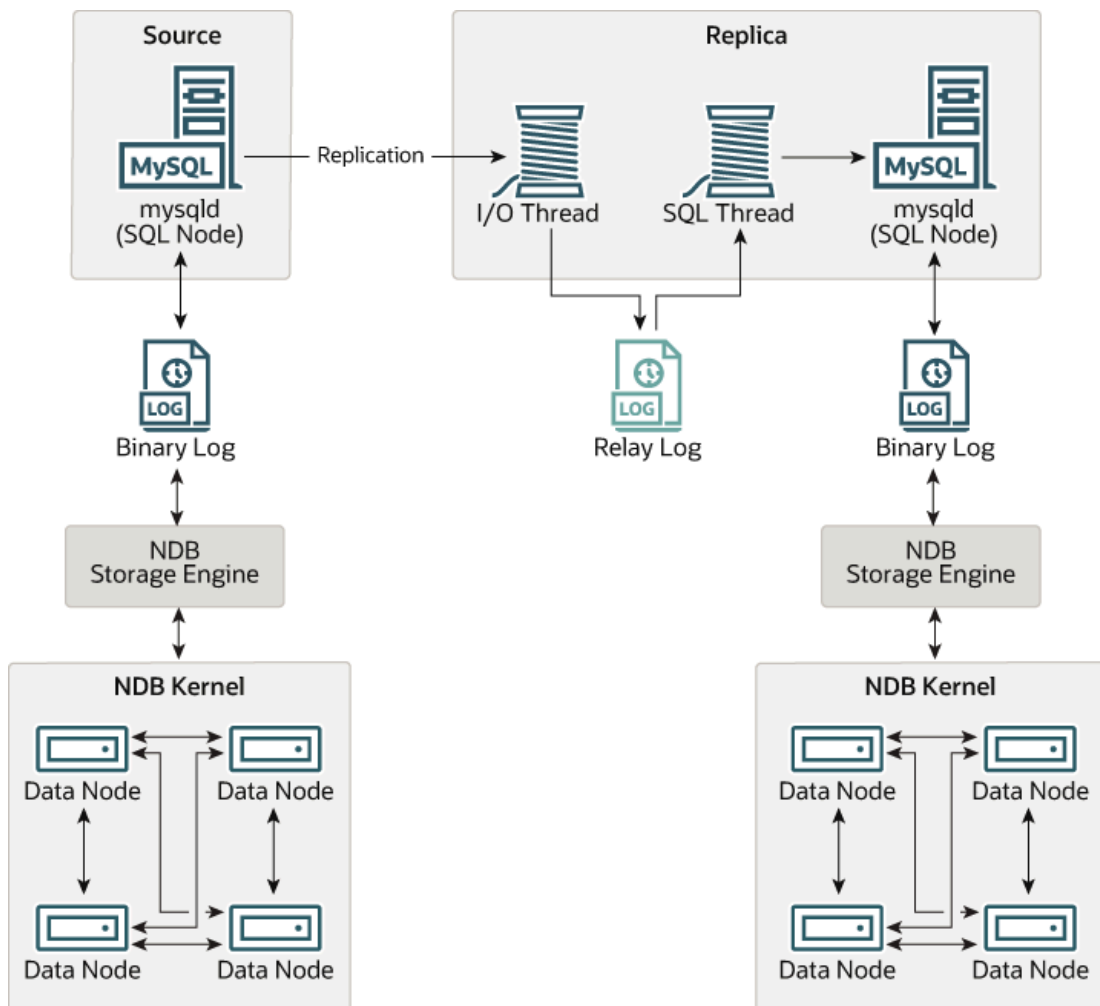 Source
Replica
MySQL
Replication
MySQL
mysqld
(SQL Node)
I/O Thread
SQL Thread
mysqld
(SQL Node)
LOG
Binary Log
LOG
Relay Log
LOG
Binary Log
NDB
Storage Engine
NDB
Storage Engine
NDB Kernel
NDB Kernel
Data Node
Data Node
Data Node
Data Node
Data Node
Data Node
Data Node
Data Node